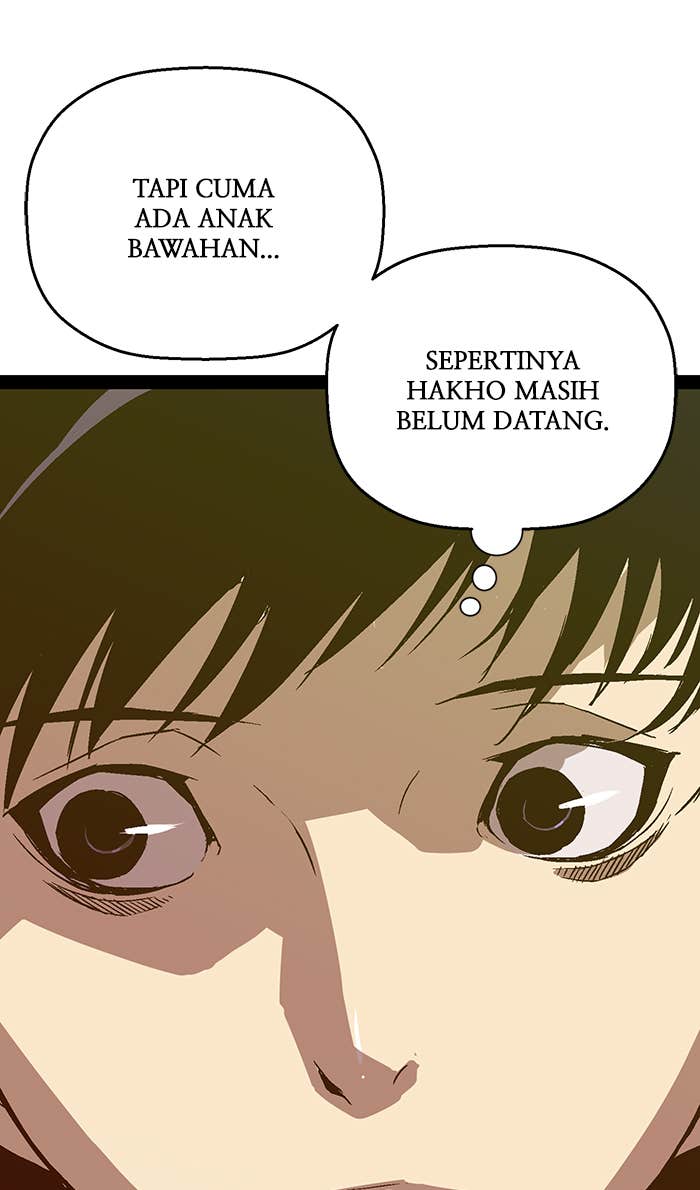 TAPI CUMA
ADA ANAK
BAWAHAN...
SEPERTINYA
HAKHO MASIH
BELUM DATANG.